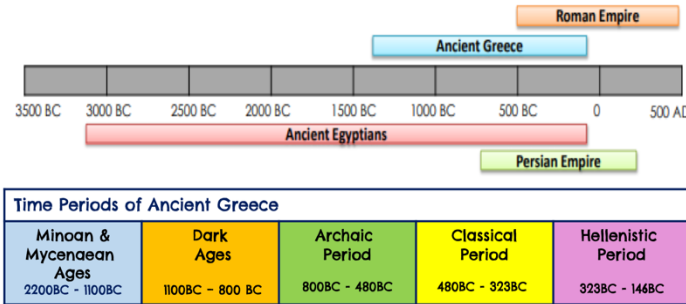 Roman Empire
Ancient Greece
3500 BC 3000 BC 2500 BC 2000 BC 1500 BC 1000 BC 500 BC 0 500 AD
Ancient Egyptians
Persian Empire
Time Periods of Ancient Greece
Minoan &
Mycenaean
Ages
2200BC - 1100BC
Dark
Ages
1100BC – 800 BC
Archaic
Period
800BC - 480BC
Classical
Period
480BC - 323BC
Hellenistic
Period
323BC - 146BC